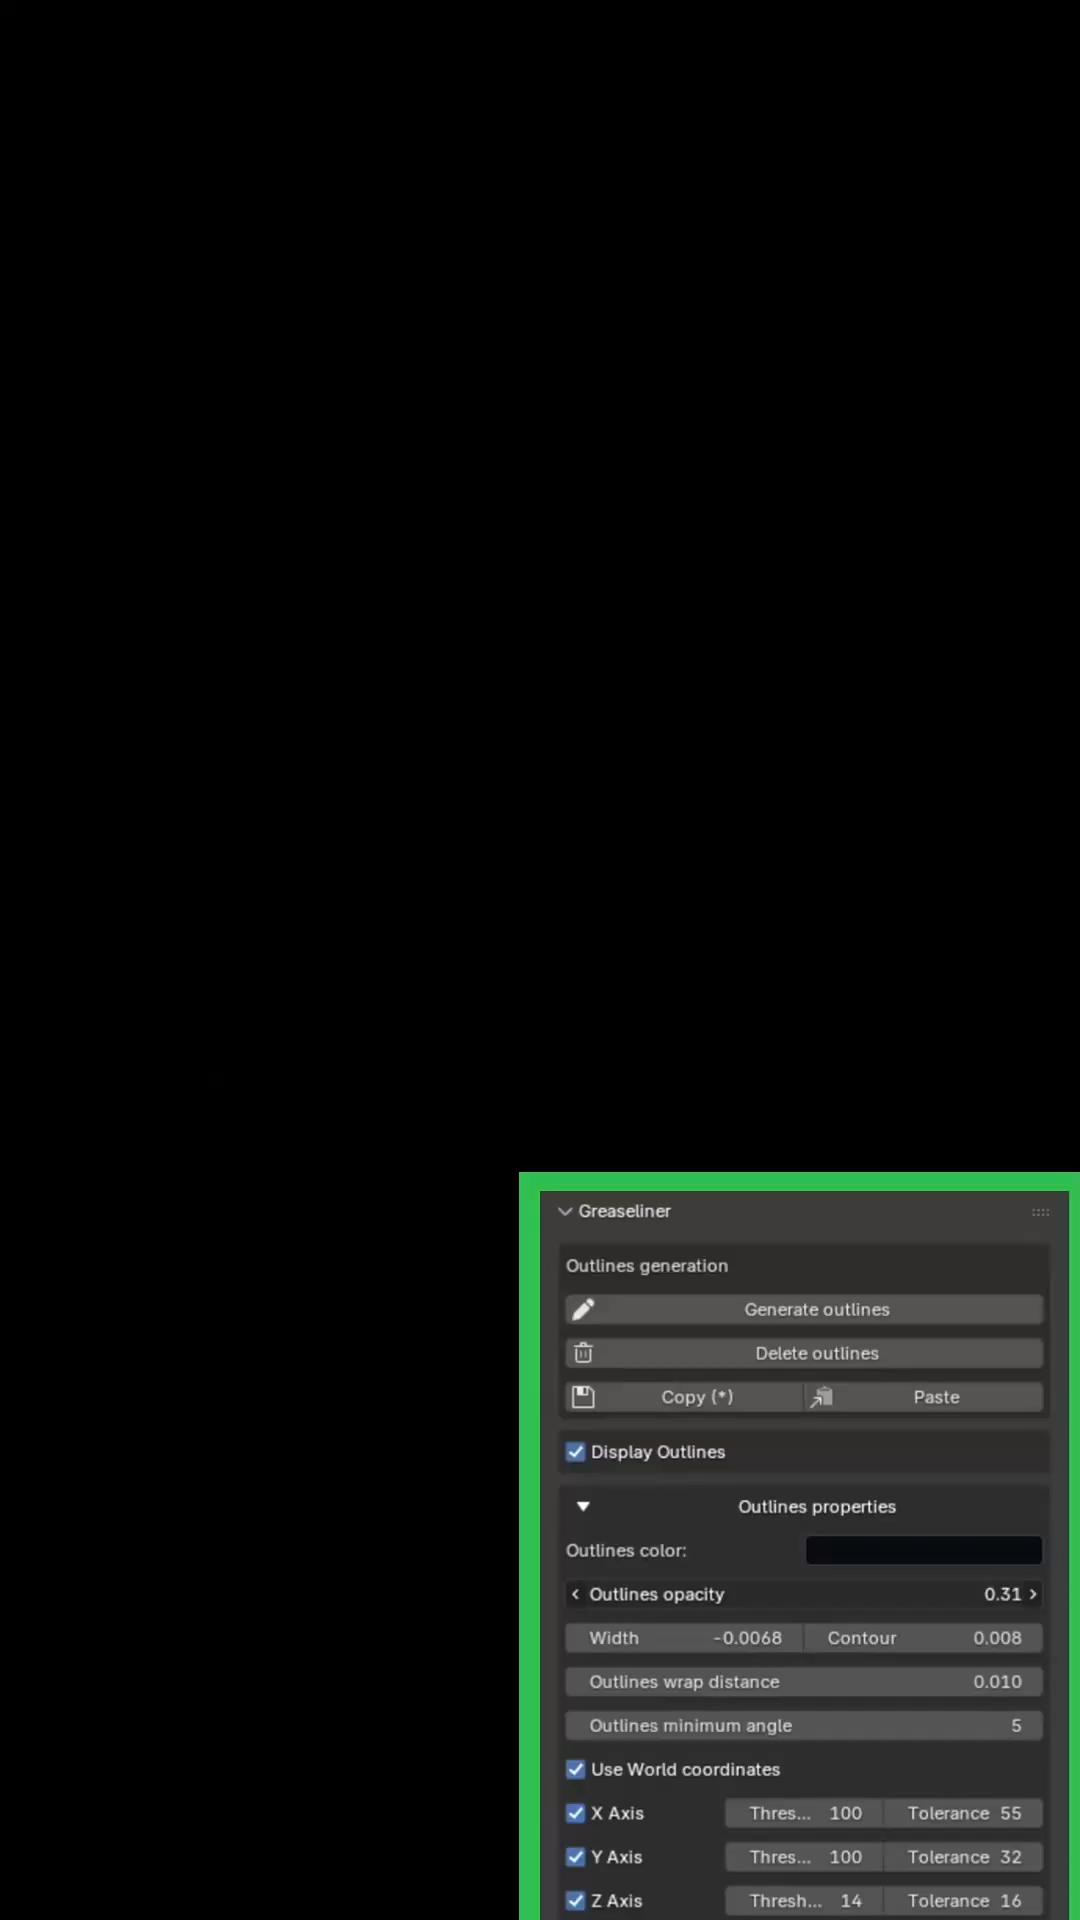 Greaseliner
Outlines generation
Generate outlines
Delete outlines
Copy (*) Paste
Display Outlines
Outlines properties
Outlines color:
Outlines opacity 0.31
Width -0.0068 Contour 0.008
Outlines wrap distance 0.010
Outlines minimum angle 5
Use World coordinates
X Axis Thres... 100 Tolerance 55
Y Axis Thres... 100 Tolerance 32
Z Axis Thresh... 14 Tolerance 16